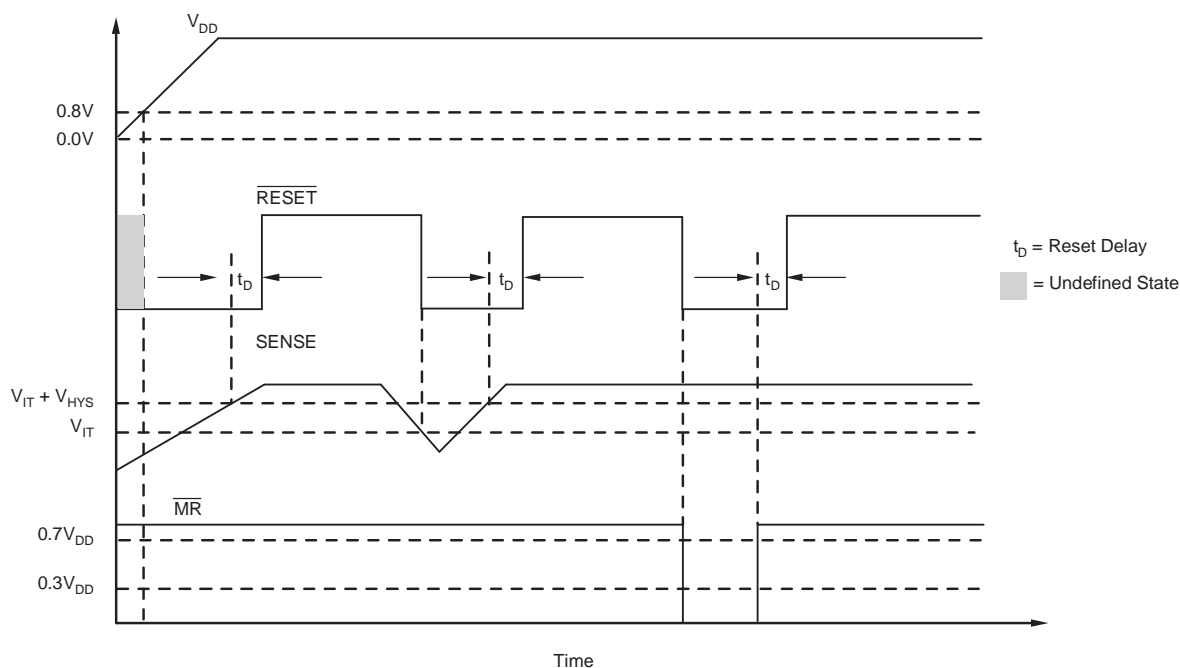 V_DD
0.8V
0.0V
RESET
t_D
t_D
t_D
t_D = Reset Delay
= Undefined State
SENSE
V_IT + V_HYS
V_IT
MR
0.7V_DD
0.3V_DD
Time